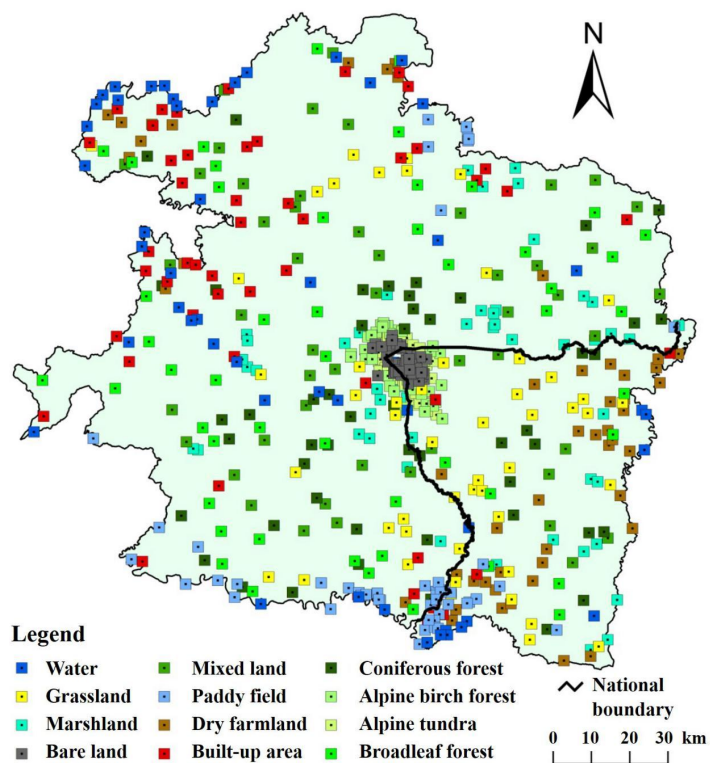 N
Legend
Water
Mixed land
Coniferous forest
Grassland
Paddy field
Alpine birch forest
Marshland
Dry farmland
Alpine tundra
Bare land
Built-up area
Broadleaf forest
National
boundary
0 10 20 30 km